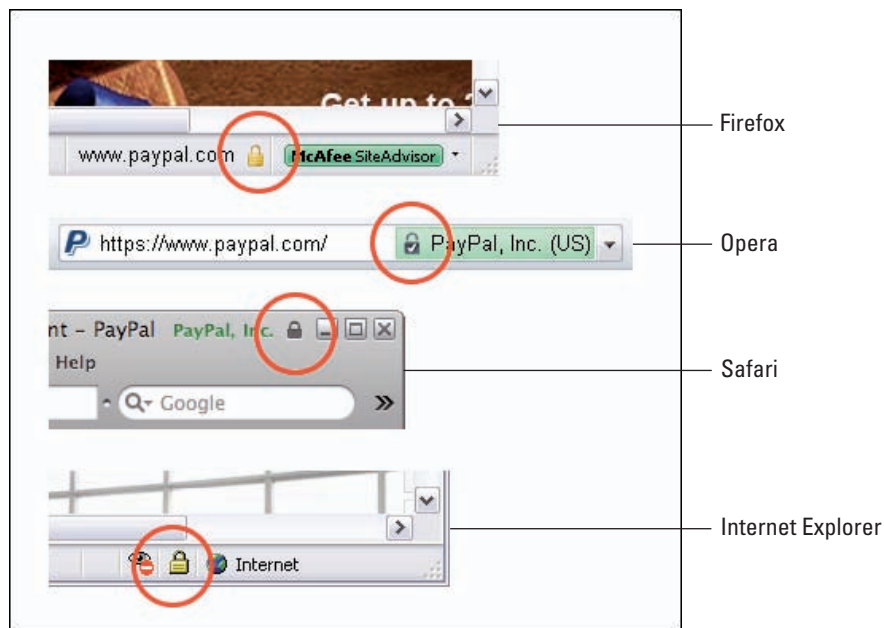 Get up to
Firefox
www.paypal.com
McAfee SiteAdvisor
https://www.paypal.com/
PayPal, Inc. (US)
Opera
nt – PayPal
PayPal, Inc.
Help
Google
Safari
Internet
Internet Explorer